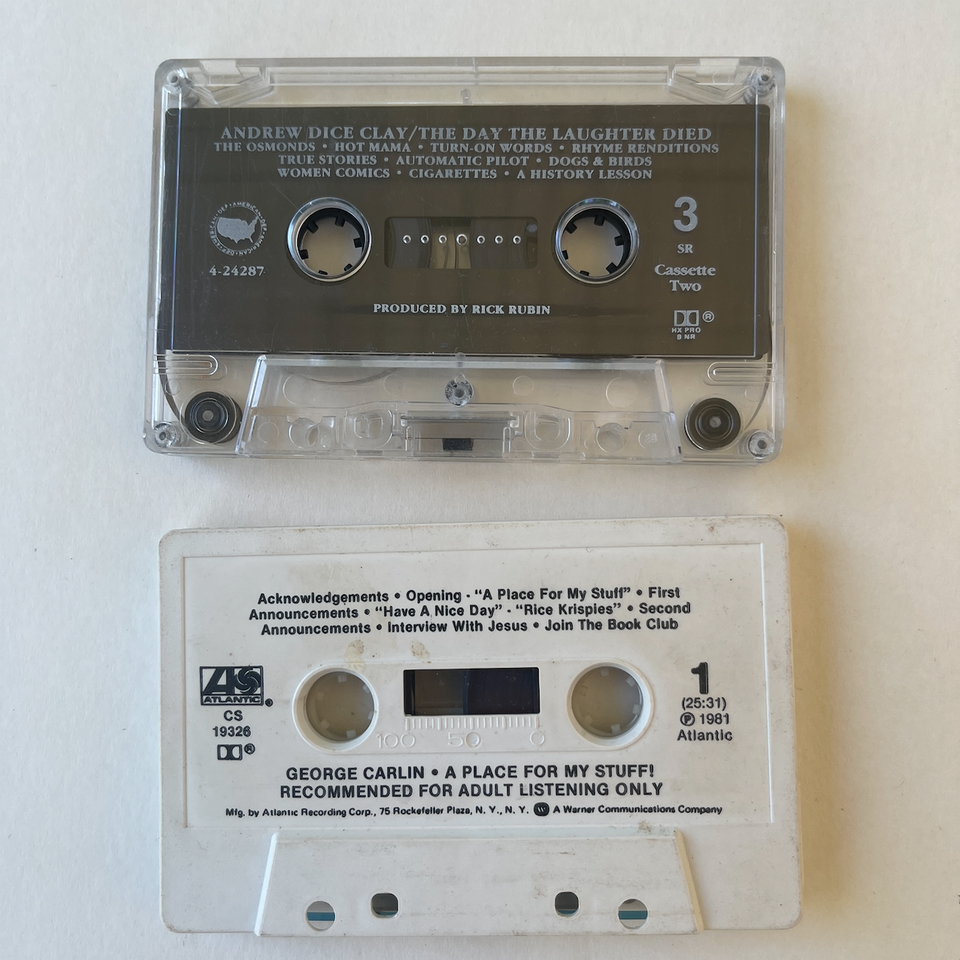 ANDREW DICE CLAY/THE DAY THE LAUGHTER DIED
THE OSMONDS • HOT MAMA • TURN-ON WORDS • RHYME RENDITIONS
TRUE STORIES • AUTOMATIC PILOT • DOGS & BIRDS
WOMEN COMICS • CIGARETTES • A HISTORY LESSON
4-24287
3
SR
Cassette
Two
PRODUCED BY RICK RUBIN
HX PRO
B NR
Acknowledgements • Opening - “A Place For My Stuff” • First
Announcements • “Have A Nice Day” - “Rice Krispies” • Second
Announcements • Interview With Jesus • Join The Book Club
ATLANTIC®
CS
19326
®
1
(25:31)
℗ 1981
Atlantic
100 50 0
GEORGE CARLIN • A PLACE FOR MY STUFF!
RECOMMENDED FOR ADULT LISTENING ONLY
Mfg. by Atlantic Recording Corp., 75 Rockefeller Plaza, N. Y., N. Y. W A Warner Communications Company